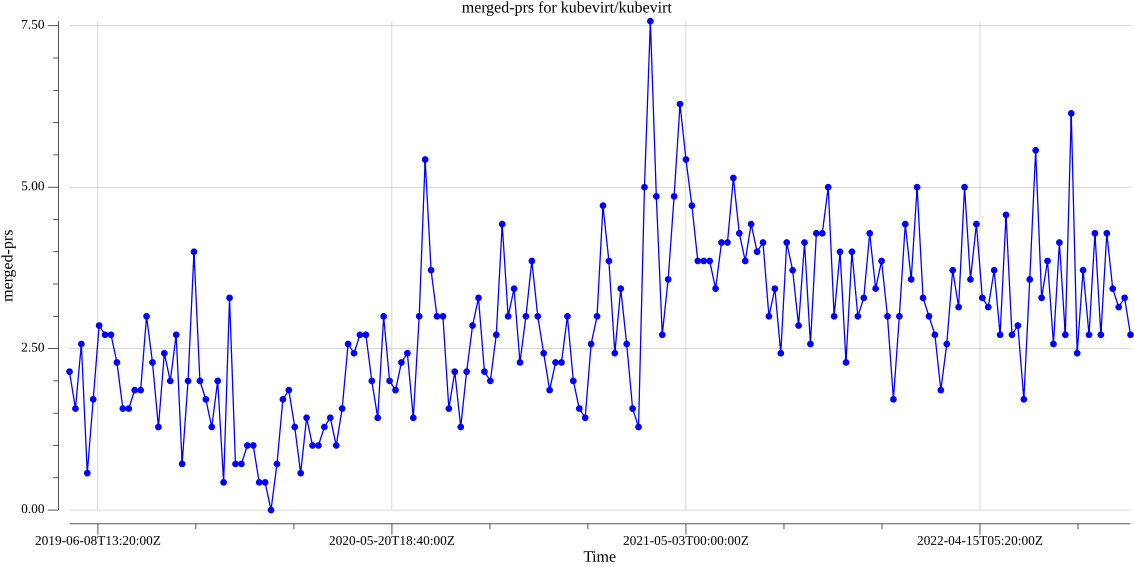 merged-prs for kubevirt/kubevirt
7.50
5.00
2.50
0.00
merged-prs
2019-06-08T13:20:00Z
2020-05-20T18:40:00Z
2021-05-03T00:00:00Z
2022-04-15T05:20:00Z
Time